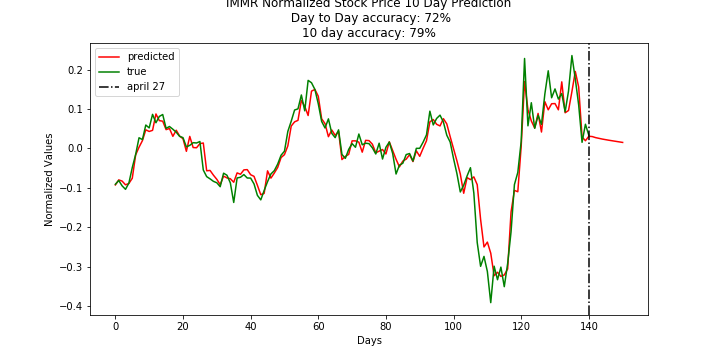 IMMR Normalized Stock Price 10 Day Prediction
Day to Day accuracy: 72%
10 day accuracy: 79%
predicted
true
april 27
Normalized Values
0.2
0.1
0.0
−0.1
−0.2
−0.3
−0.4
0 20 40 60 80 100 120 140
Days